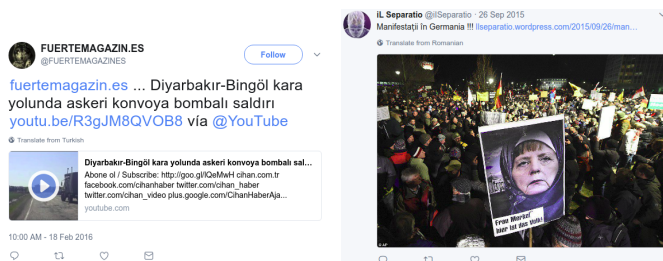 FUERTEMAGAZIN.ES
@FUERTEMAGAZINES
Follow
fuertemagazin.es ... Diyarbakır-Bingöl kara
yolunda askeri konvoya bombalı saldırı
youtu.be/R3gJM8QVOB8 vía @YouTube
Translate from Turkish
Diyarbakır-Bingöl kara yolunda askeri konvoya bombalı sal...
Abone ol / Subscribe: http://goo.gl/lQeMwH cihan.com.tr
facebook.com/cihanhaber twitter.com/cihan_haber
twitter.com/cihan_video plus.google.com/CihanHaberAja...
youtube.com
10:00 AM - 18 Feb 2016
iL Separatio @ilSeparatio · 26 Sep 2015
Manifestații în Germania !!! ilseparatio.wordpress.com/2015/09/26/man...
Translate from Romanian
Frau Merkel
hier ist das Volk!